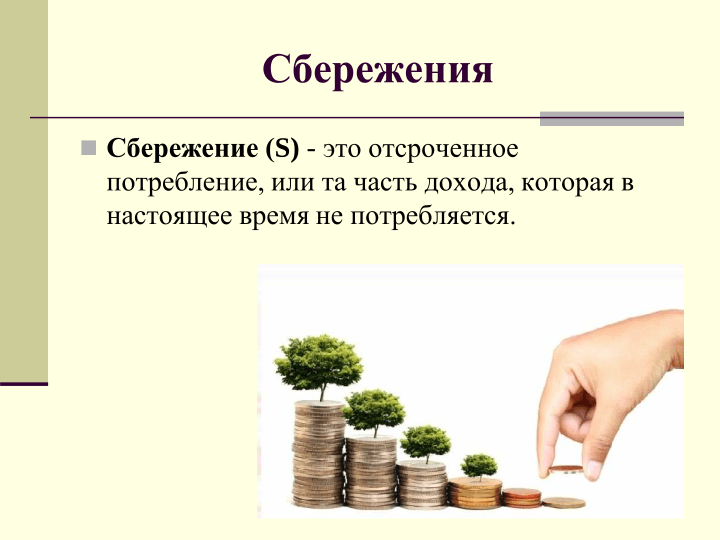 Сбережения
Сбережение (S) - это отсроченное
потребление, или та часть дохода, которая в
настоящее время не потребляется.